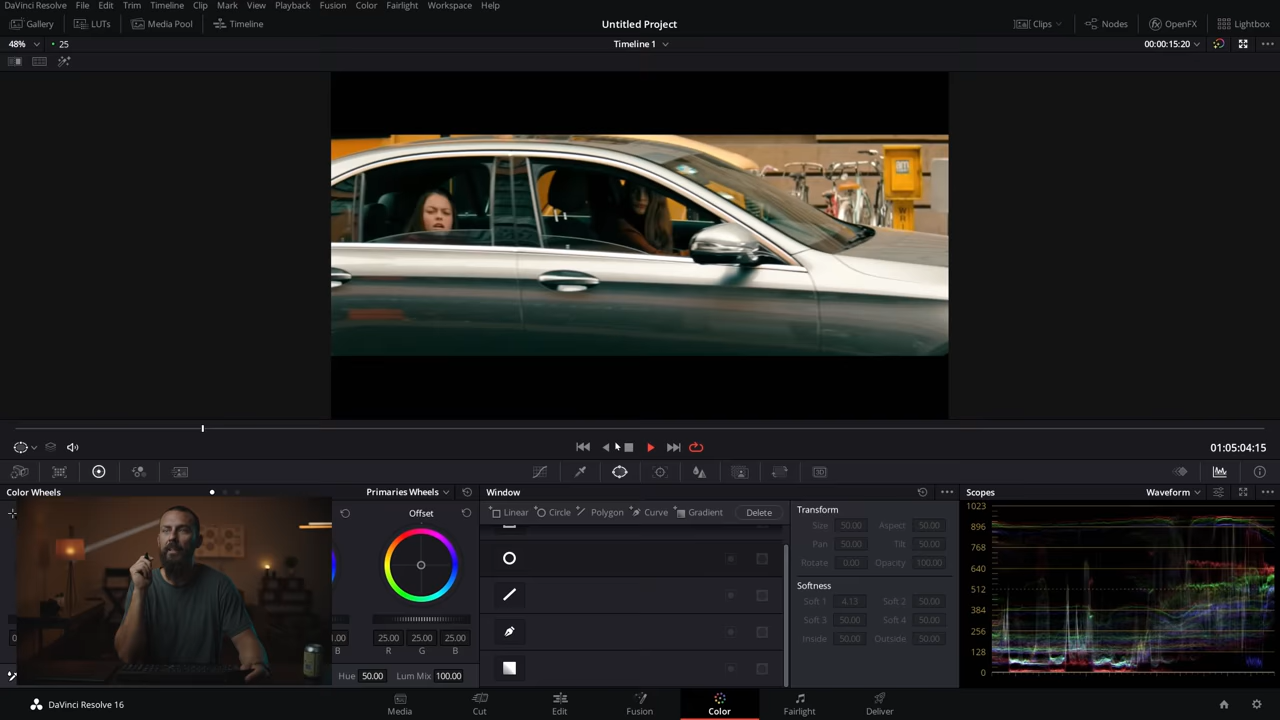 DaVinci Resolve File Edit Trim Timeline Clip Mark View Playback Fusion Color Fairlight Workspace Help
Gallery LUTs Media Pool Timeline Untitled Project Clips Nodes OpenFX Lightbox
48% 25 Timeline 1 00:00:15:20
01:05:04:15
Color Wheels Primaries Wheels Window Scopes Waveform
Offset
25.00 25.00 25.00
R G B
Hue 50.00 Lum Mix 100.00
Linear Circle Polygon Curve Gradient Delete
Transform
Size 50.00 Aspect 50.00
Pan 50.00 Tilt 50.00
Rotate 0.00 Opacity 100.00
Softness
Soft 1 4.13 Soft 2 50.00
Soft 3 50.00 Soft 4 50.00
Inside 50.00 Outside 50.00
1023
896
768
640
512
384
256
128
0
DaVinci Resolve 16 Media Cut Edit Fusion Color Fairlight Deliver